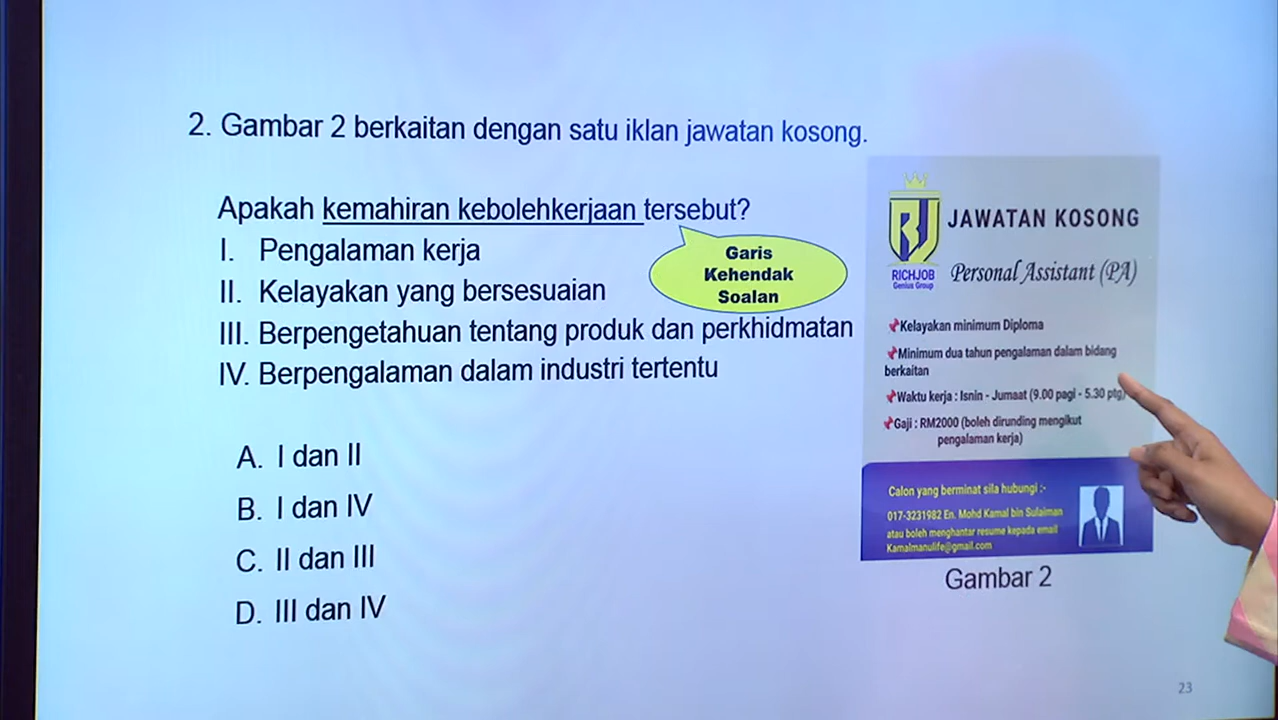 2. Gambar 2 berkaitan dengan satu iklan jawatan kosong.
Apakah kemahiran kebolehkerjaan tersebut?
I. Pengalaman kerja
II. Kelayakan yang bersesuaian
III. Berpengetahuan tentang produk dan perkhidmatan
IV. Berpengalaman dalam industri tertentu
Garis
Kehendak
Soalan
A. I dan II
B. I dan IV
C. II dan III
D. III dan IV
RICHJOB
Genius Group
JAWATAN KOSONG
Personal Assistant (PA)
Kelayakan minimum Diploma
Minimum dua tahun pengalaman dalam bidang
berkaitan
Waktu kerja : Isnin - Jumaat (9.00 pagi - 5.30 ptg)
Gaji : RM2000 (boleh dirunding mengikut
pengalaman kerja)
Calon yang berminat sila hubungi :-
017-3231982 En. Mohd Kamal bin Sulaiman
atau boleh menghantar resume kepada email
Kamalmanulife@gmail.com
Gambar 2
23